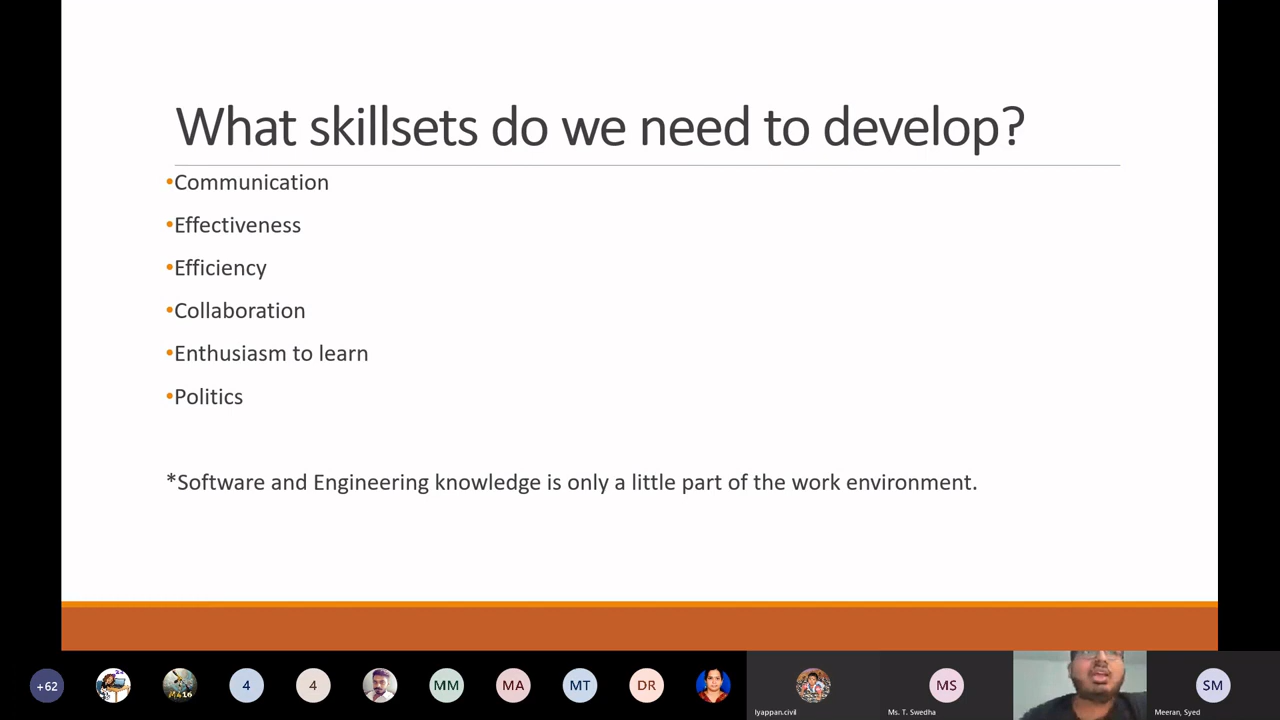 What skillsets do we need to develop?
•Communication
•Effectiveness
•Efficiency
•Collaboration
•Enthusiasm to learn
•Politics
*Software and Engineering knowledge is only a little part of the work environment.
+62
4
4
MM
MA
MT
DR
Iyappan.civil
MS
Ms. T. Swedha
SM
Meeran, Syed